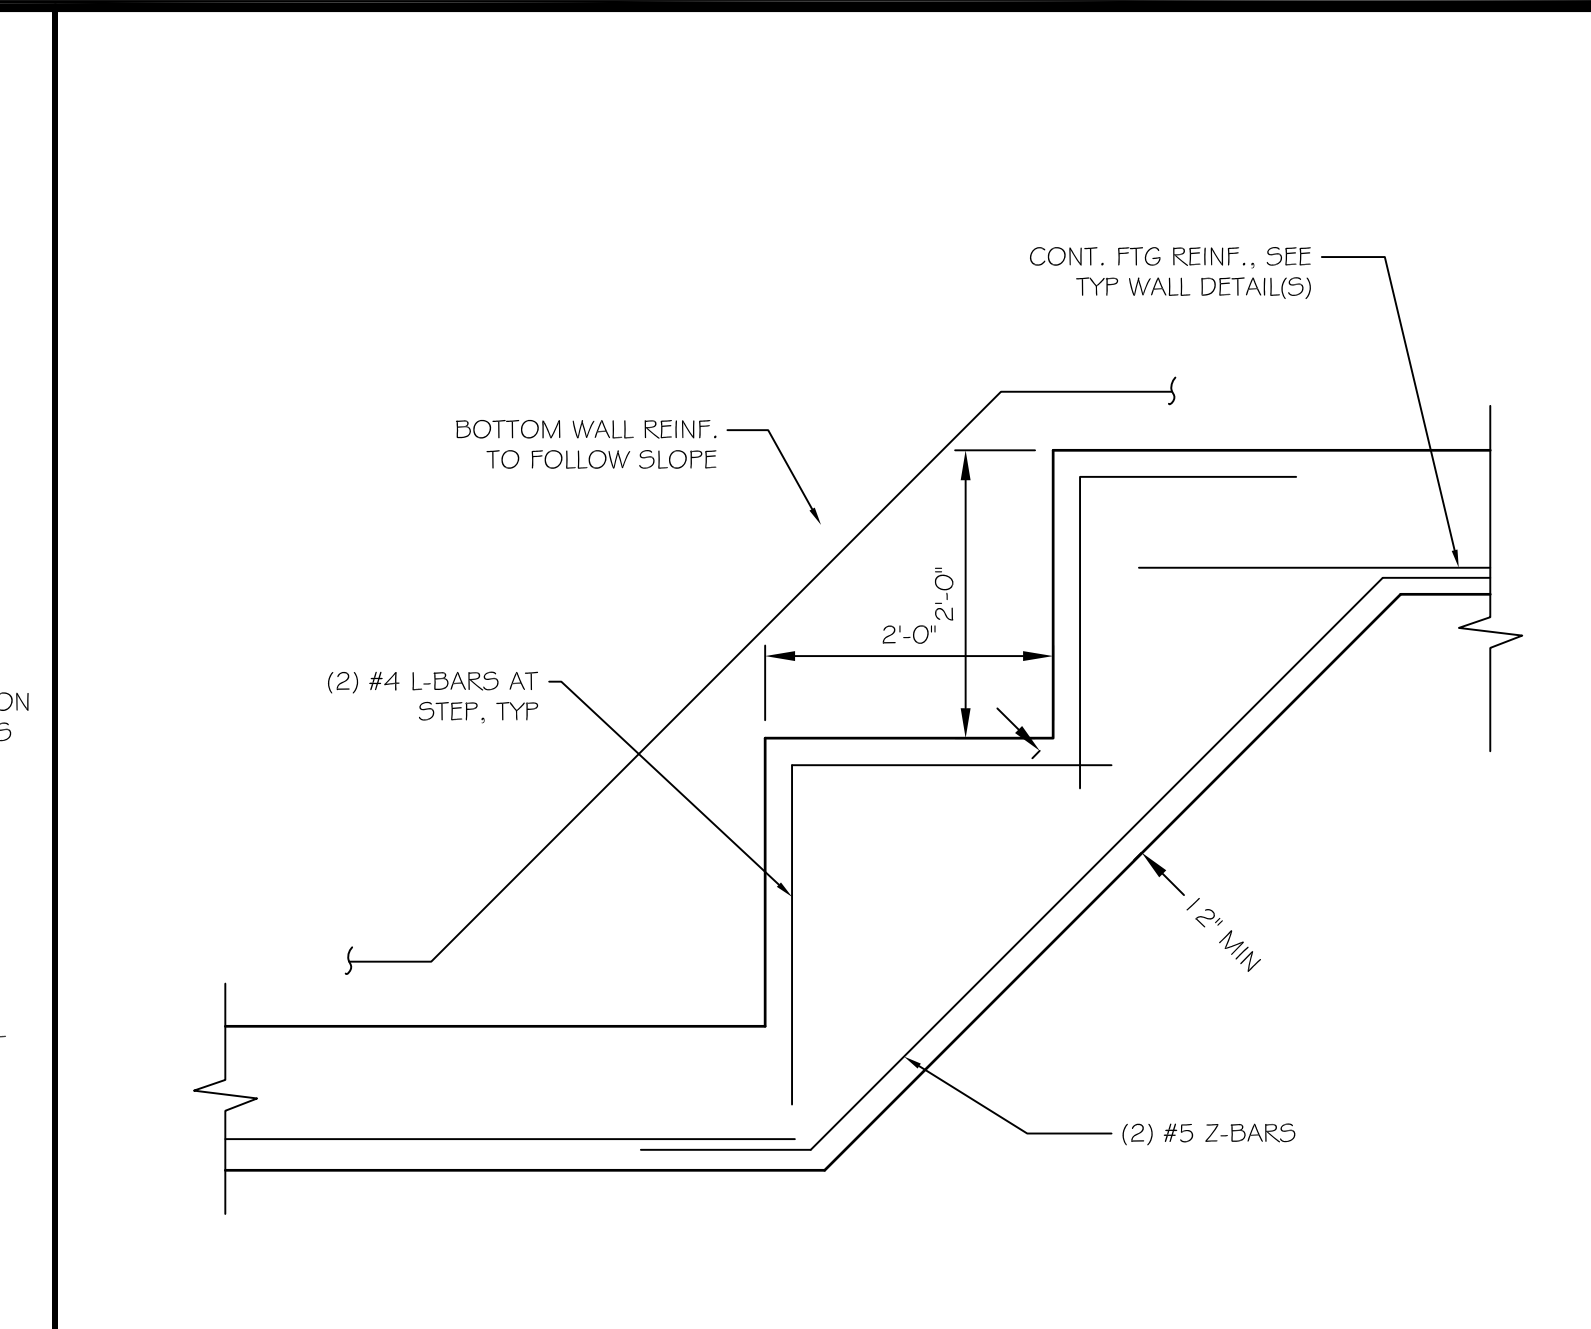 CONT. FTG REINF., SEE
TYP WALL DETAIL(S)
BOTTOM WALL REINF.
TO FOLLOW SLOPE
2'-0"
2'-0"
(2) #4 L-BARS AT
STEP, TYP
12" MIN
(2) #5 Z-BARS